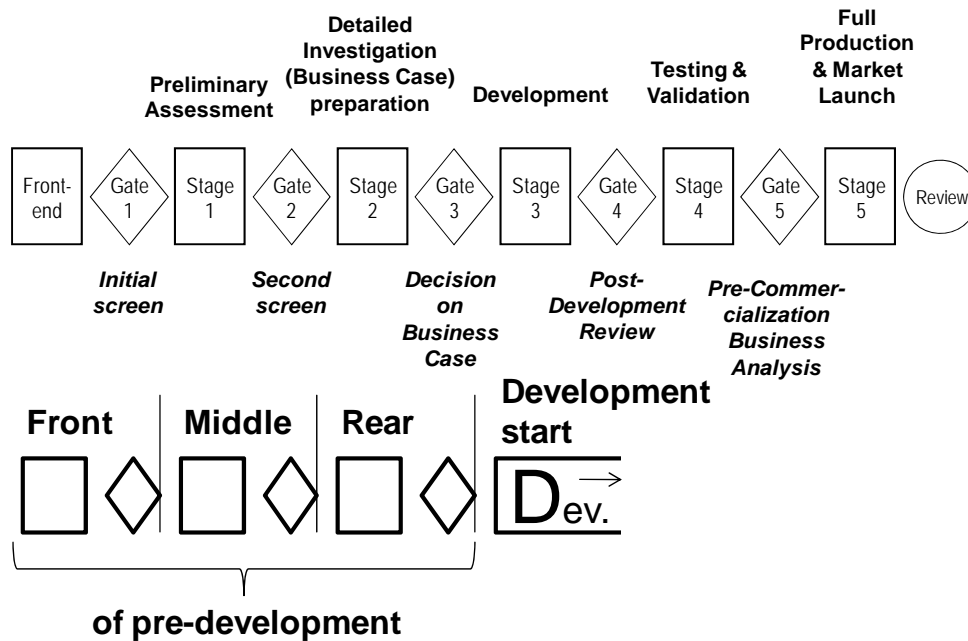 Preliminary
Assessment
Detailed
Investigation
(Business Case)
preparation
Development
Testing &
Validation
Full
Production
& Market
Launch
Front-
end
Gate
1
Stage
1
Gate
2
Stage
2
Gate
3
Stage
3
Gate
4
Stage
4
Gate
5
Stage
5
Review
Initial
screen
Second
screen
Decision
on
Business
Case
Post-
Development
Review
Pre-Commer-
cialization
Business
Analysis
Front
Middle
Rear
Development
start
Dev.
of pre-development